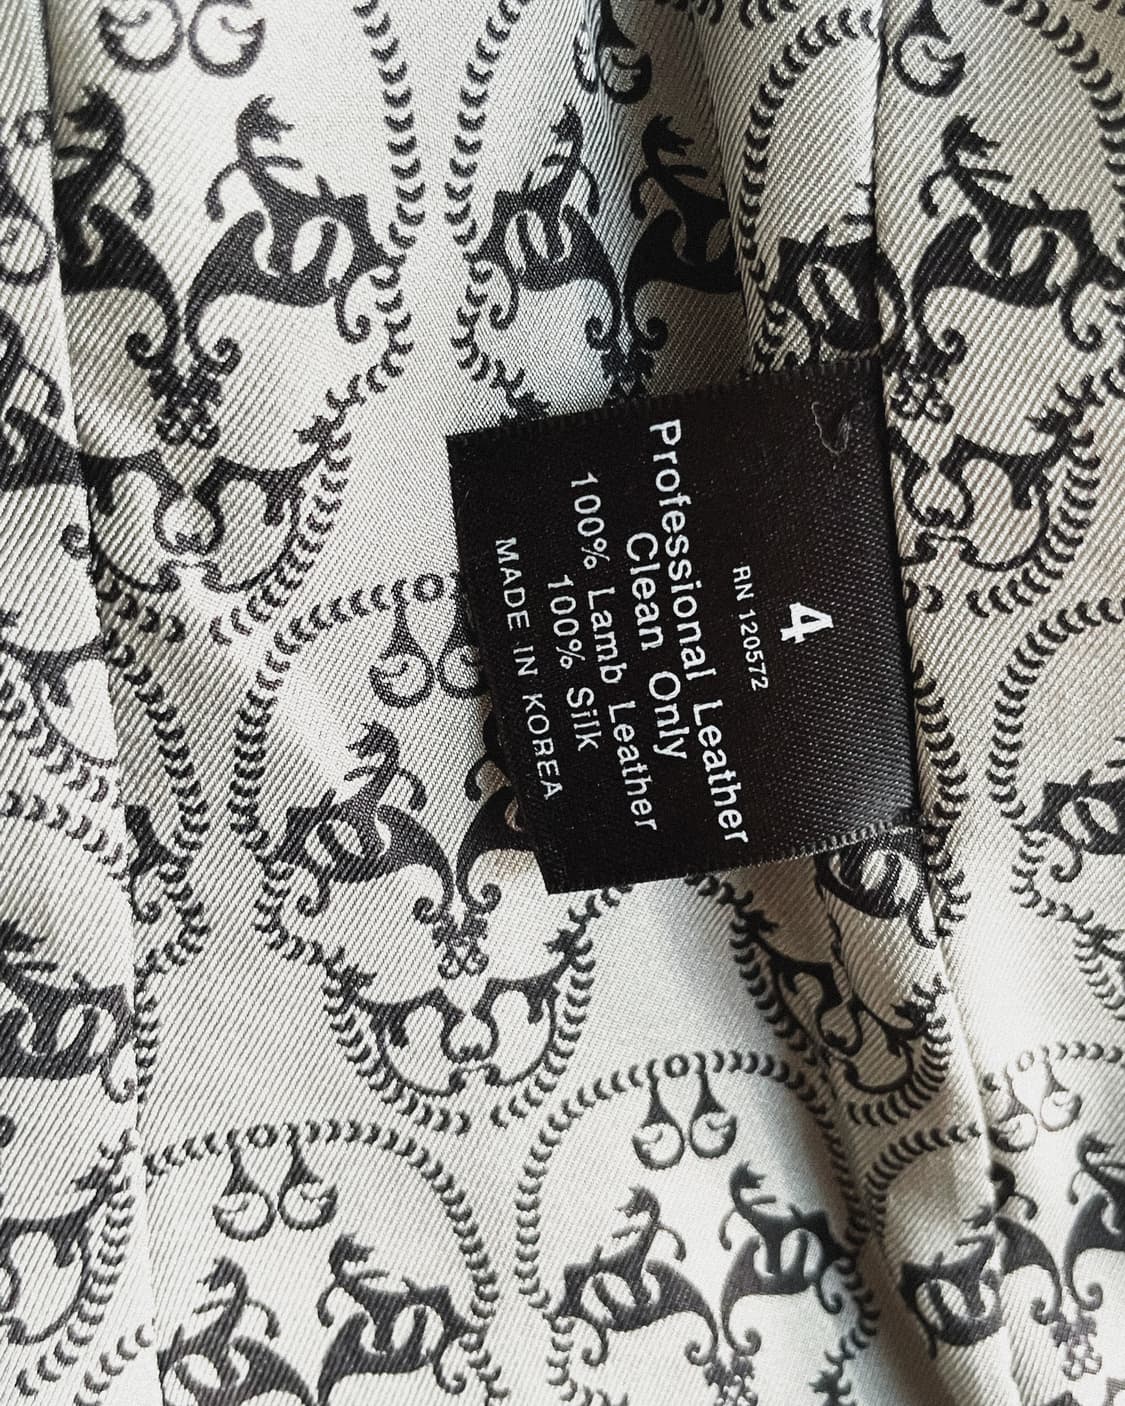 4
RN 120572
Professional Leather
Clean Only
100% Lamb Leather
100% Silk
MADE IN KOREA